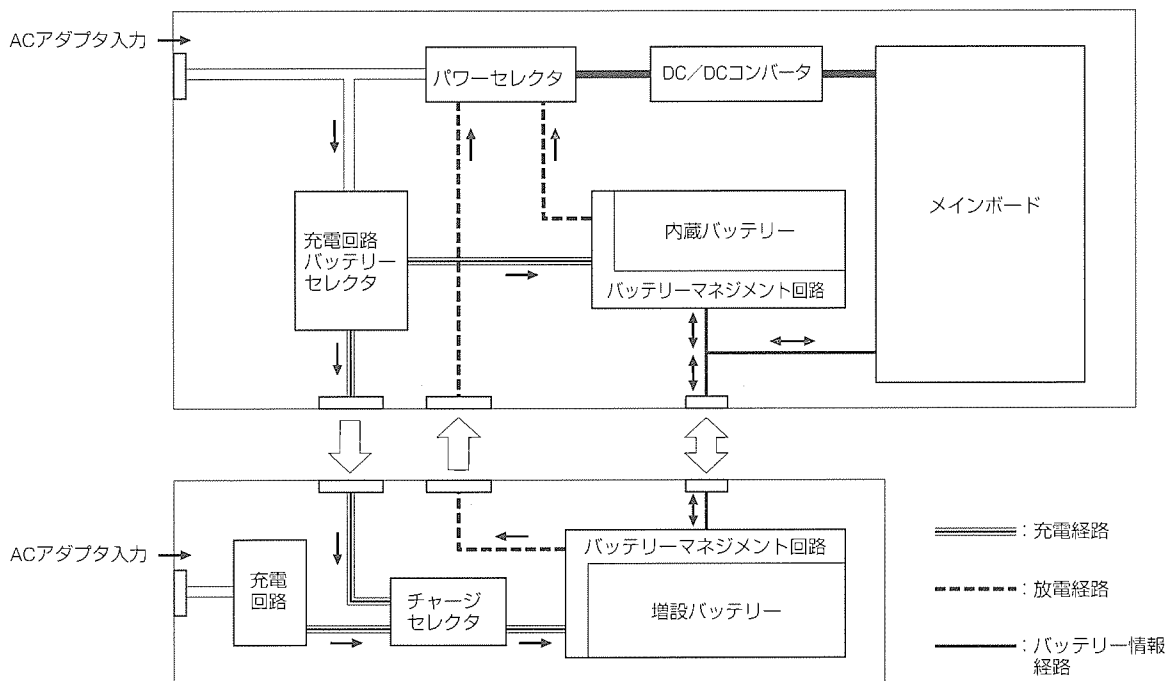 ACアダプタ入力
パワーセレクタ
DC／DCコンバータ
メインボード
充電回路
バッテリー
セレクタ
内蔵バッテリー
バッテリーマネジメント回路
ACアダプタ入力
充電
回路
チャージ
セレクタ
バッテリーマネジメント回路
増設バッテリー
：充電経路
：放電経路
：バッテリー情報
経路